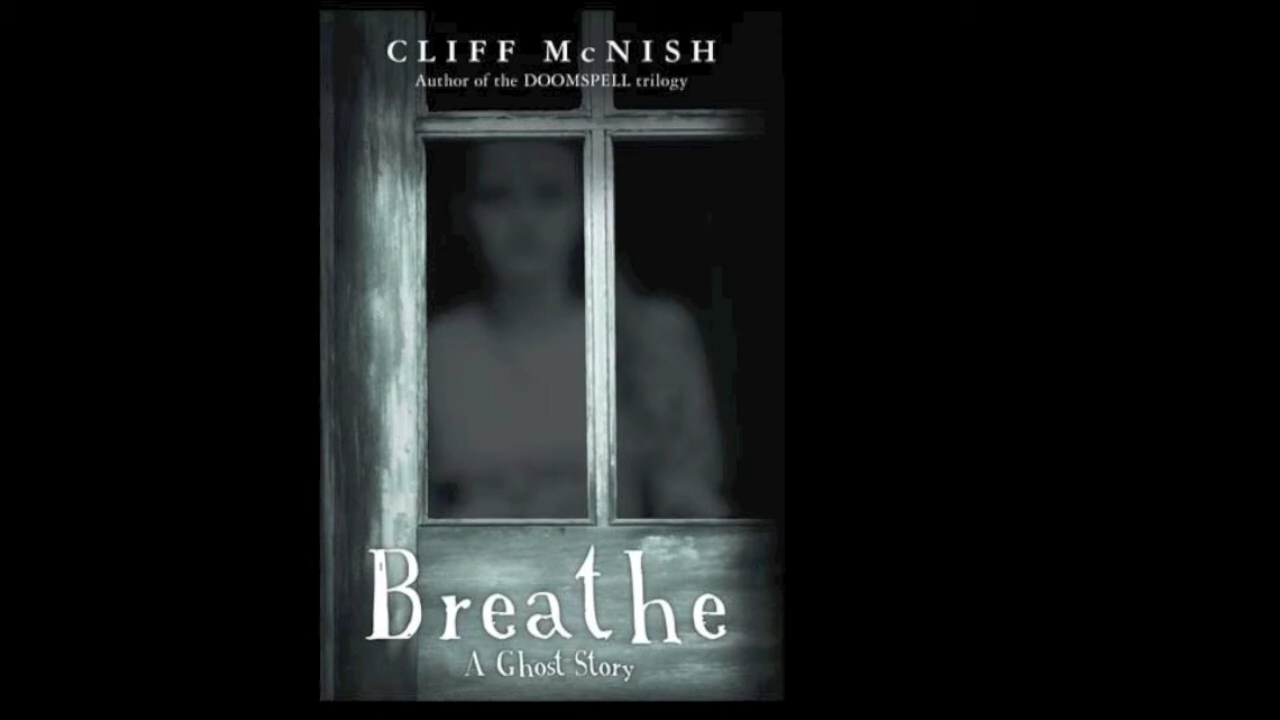 CLIFF McNISH
Author of the DOOMSPELL trilogy
Breathe
A Ghost Story